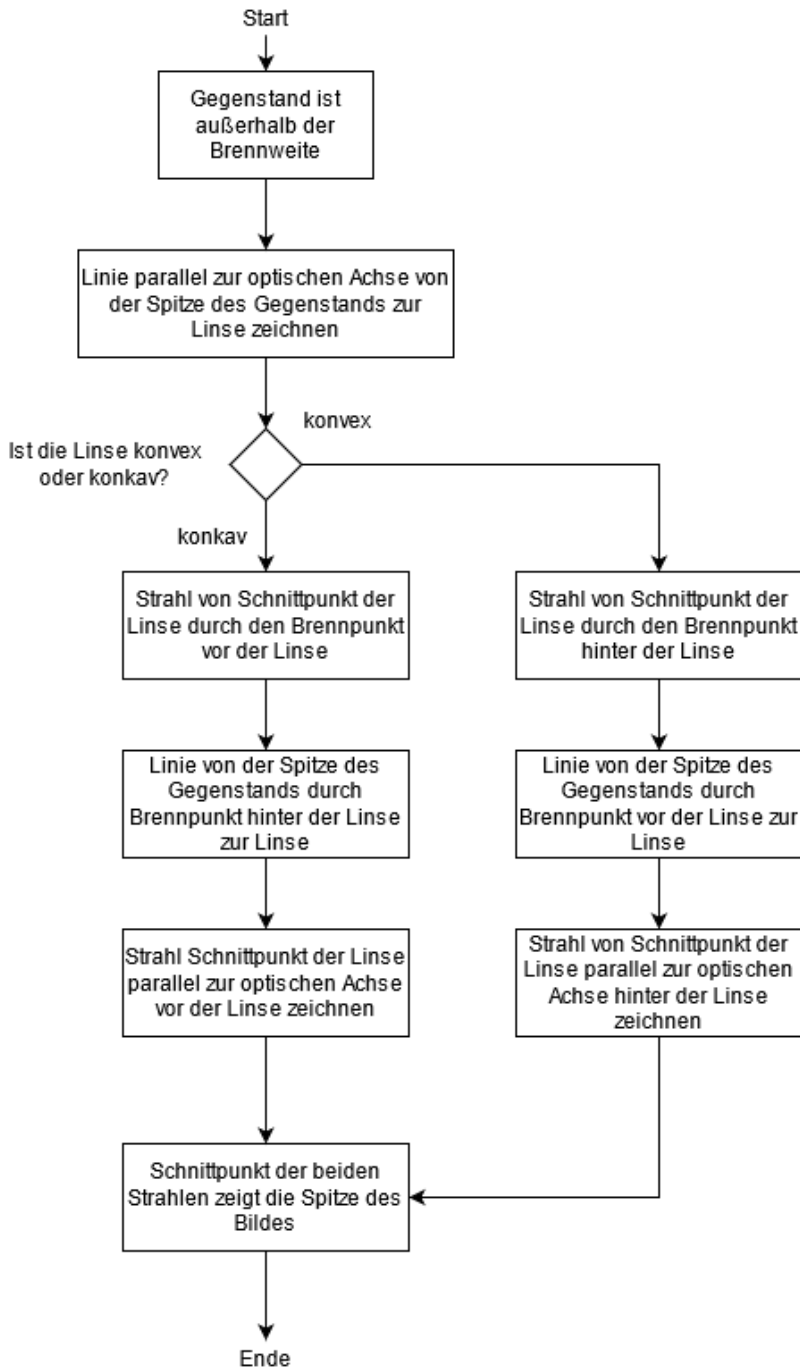 Start
Gegenstand ist
außerhalb der
Brennweite
Linie parallel zur optischen Achse von
der Spitze des Gegenstands zur
Linse zeichnen
konvex
Ist die Linse konvex
oder konkav?
konkav
Strahl von Schnittpunkt der
Linse durch den Brennpunkt
vor der Linse
Linie von der Spitze des
Gegenstands durch
Brennpunkt hinter der Linse
zur Linse
Strahl Schnittpunkt der Linse
parallel zur optischen Achse
vor der Linse zeichnen
Strahl von Schnittpunkt der
Linse durch den Brennpunkt
hinter der Linse
Linie von der Spitze des
Gegenstands durch
Brennpunkt vor der Linse zur
Linse
Strahl von Schnittpunkt der
Linse parallel zur optischen
Achse hinter der Linse
zeichnen
Schnittpunkt der beiden
Strahlen zeigt die Spitze des
Bildes
Ende